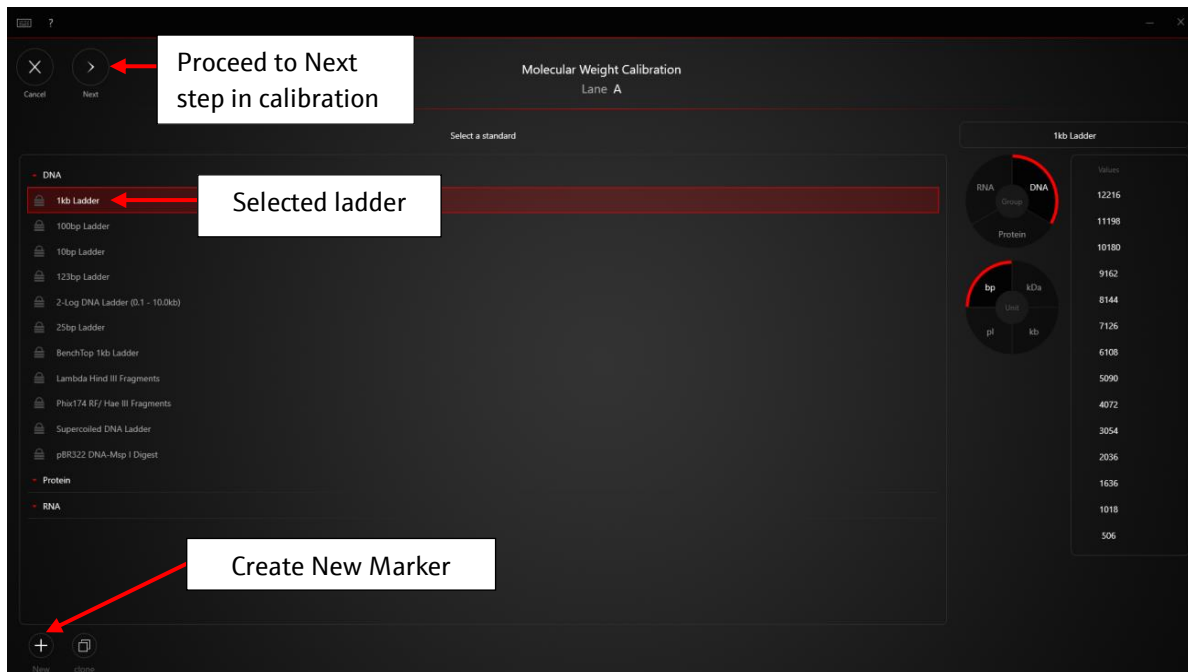 ?
Proceed to Next
step in calibration
Cancel
Next
Molecular Weight Calibration
Lane A
Select a standard
1kb Ladder
DNA
1kb Ladder
Selected ladder
100bp Ladder
10bp Ladder
123bp Ladder
2-Log DNA Ladder (0.1 - 10.0kb)
25bp Ladder
BenchTop 1kb Ladder
Lambda Hind III Fragments
Phix174 RF/ Hae III Fragments
Supercoiled DNA Ladder
pBR322 DNA-Msp I Digest
Protein
RNA
Create New Marker
New
clone
RNA
DNA
Group
Protein
bp
kDa
Unit
pI
kb
Values
12216
11198
10180
9162
8144
7126
6108
5090
4072
3054
2036
1636
1018
506